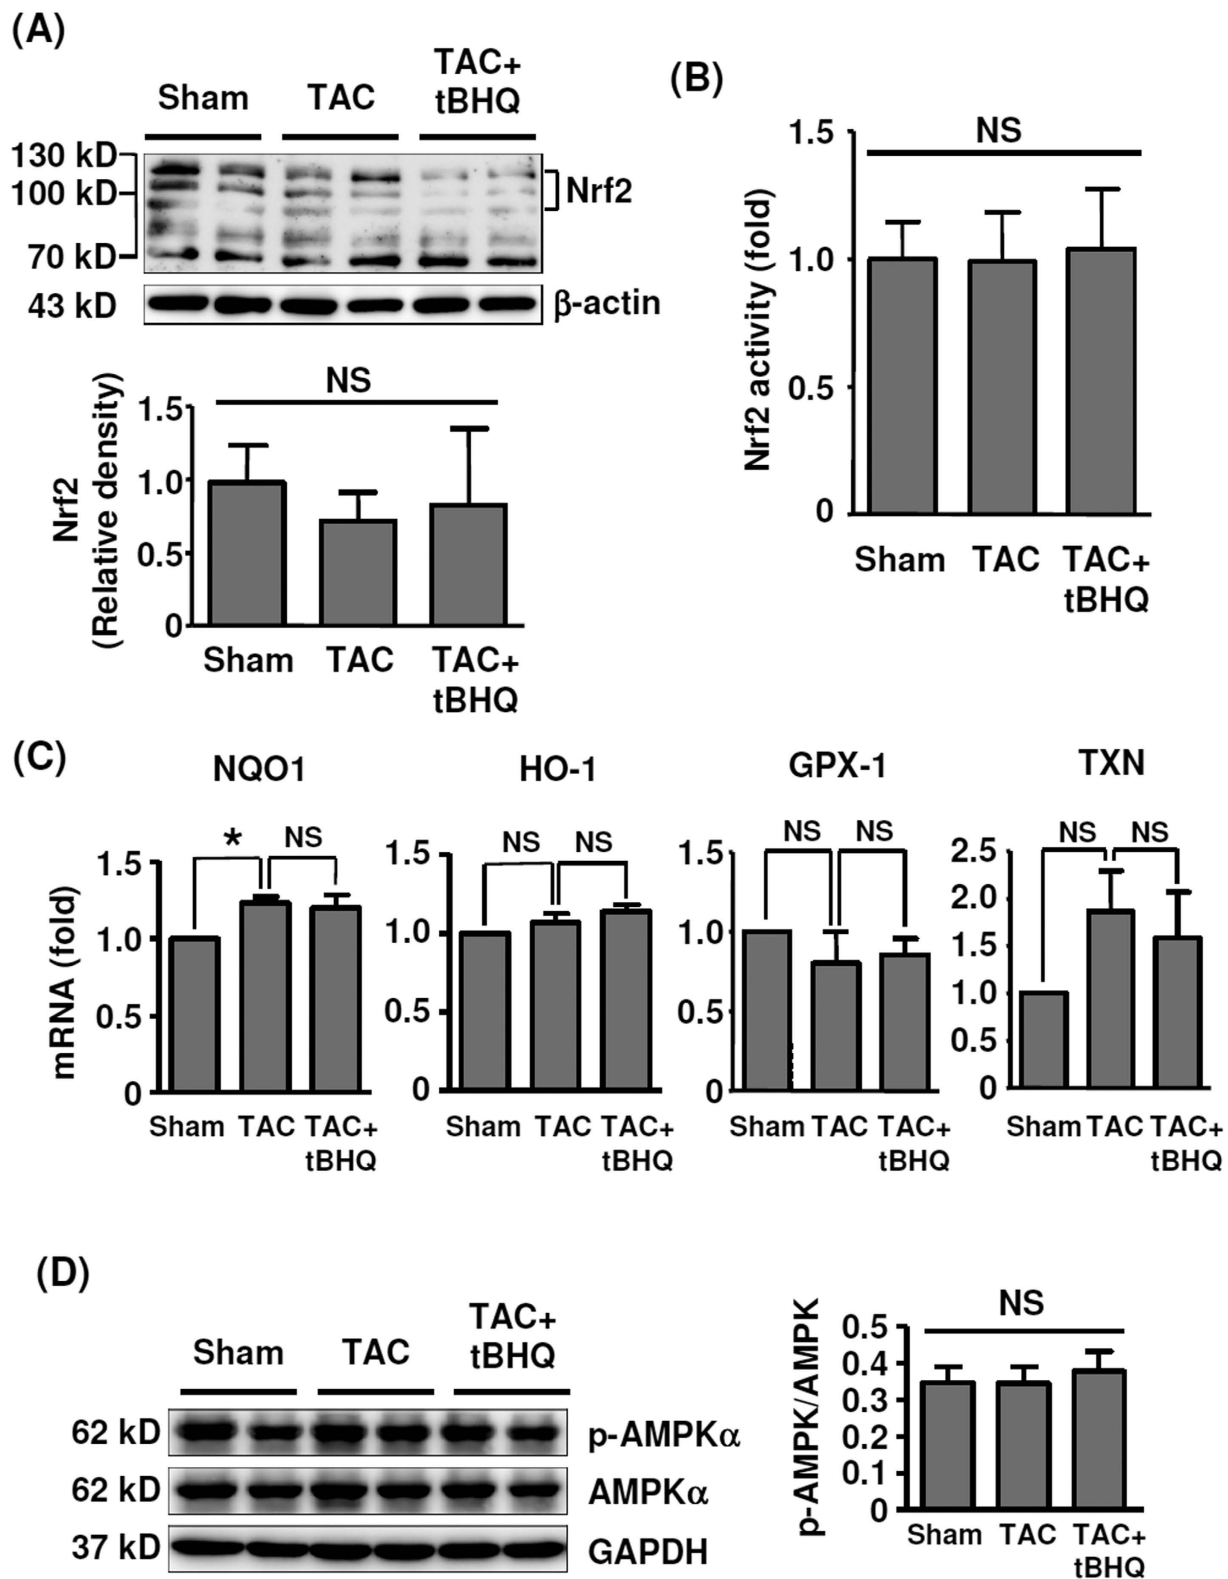 (A)
Sham
TAC
TAC+
tBHQ
130 kD
100 kD
70 kD
Nrf2
43 kD
β-actin
NS
Nrf2
(Relative density)
1.5
1.0
0.5
0
Sham
TAC
TAC+
tBHQ
(B)
NS
Nrf2 activity (fold)
1.5
1.0
0.5
0
Sham
TAC
TAC+
tBHQ
(C)
mRNA (fold)
NQO1
*
NS
1.5
1.0
0.5
0
Sham
TAC
TAC+
tBHQ
HO-1
NS
NS
1.5
1.0
0.5
0
Sham
TAC
TAC+
tBHQ
GPX-1
NS
NS
1.5
1.0
0.5
0
Sham
TAC
TAC+
tBHQ
TXN
NS
NS
2.5
2.0
1.5
1.0
0.5
0
Sham
TAC
TAC+
tBHQ
(D)
Sham
TAC
TAC+
tBHQ
62 kD
p-AMPKα
62 kD
AMPKα
37 kD
GAPDH
NS
p-AMPK/AMPK
0.5
0.4
0.3
0.2
0.1
0
Sham
TAC
TAC+
tBHQ